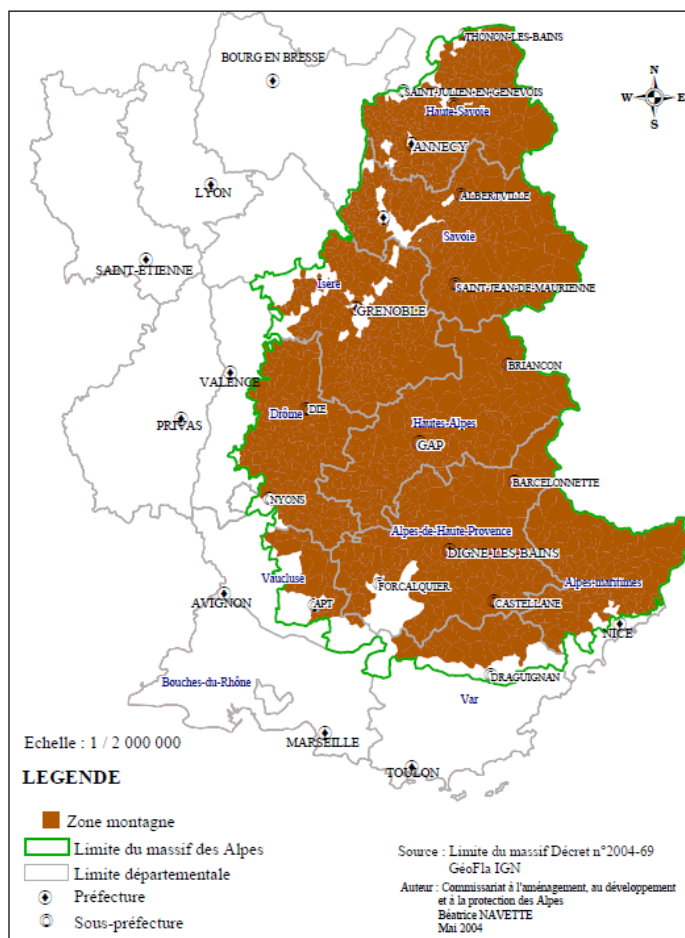 THONON-LES-BAINS
BOURG EN BRESSE
N
W E
S
SAINT-JULIEN-EN-GENEVOIS
Haute-Savoie
ANNECY
LYON
ALBERTVILLE
Savoie
SAINT-ETIENNE
Isère
SAINT-JEAN-DE-MAURIENNE
GRENOBLE
BRIANCON
VALENCE
DIE
Drôme
PRIVAS
Hautes-Alpes
GAP
BARCELONNETTE
NYONS
Alpes-de-Haute-Provence
DIGNE-LES-BAINS
Vaucluse
FORCALQUIER
Alpes-maritimes
AVIGNON
APT
CASTELLANE
NICE
DRAGUIGNAN
Bouches-du-Rhône
Var
MARSEILLE
TOULON
Echelle : 1 / 2 000 000
LEGENDE
Zone montagne
Limite du massif des Alpes
Limite départementale
Préfecture
Sous-préfecture
Source : Limite du massif Décret n°2004-69
GéoFla IGN
Auteur : Commissariat à l'aménagement, au développement
et à la protection des Alpes
Béatrice NAVETTE
Mai 2004